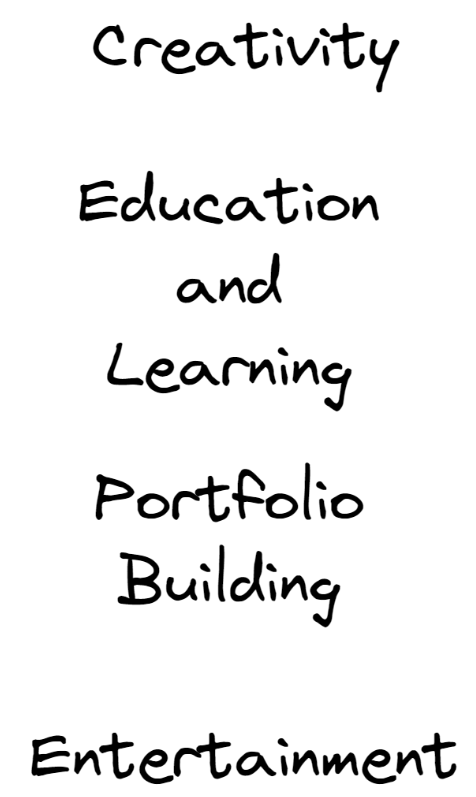 Creativity
Education
and
Learning
Portfolio
Building
Entertainment